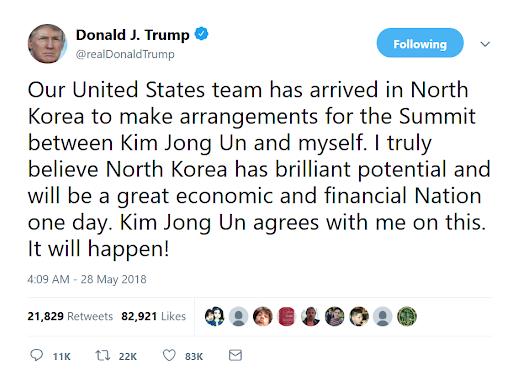 Donald J. Trump
@realDonaldTrump
Following
Our United States team has arrived in North
Korea to make arrangements for the Summit
between Kim Jong Un and myself. I truly
believe North Korea has brilliant potential and
will be a great economic and financial Nation
one day. Kim Jong Un agrees with me on this.
It will happen!
4:09 AM - 28 May 2018
21,829 Retweets 82,921 Likes
11K 22K 83K